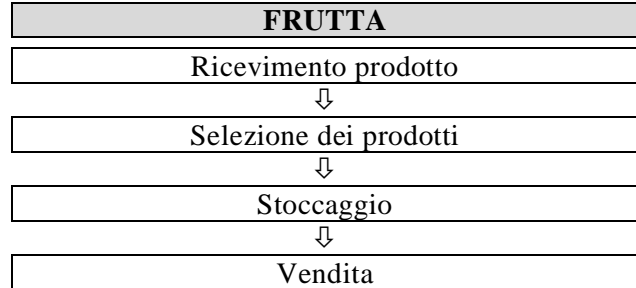 FRUTTA
Ricevimento prodotto
⇩
Selezione dei prodotti
⇩
Stoccaggio
⇩
Vendita